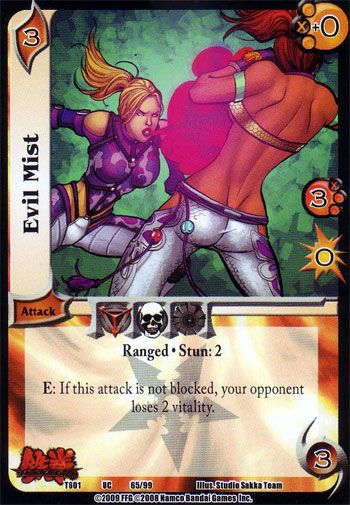 3
+0
Evil Mist
3
0
Attack
Ranged • Stun: 2
E: If this attack is not blocked, your opponent
loses 2 vitality.
3
T601 UC 65/99 Illus. Studio Sakka Team
©2009 FFG ©2008 Namco Bandai Games Inc.